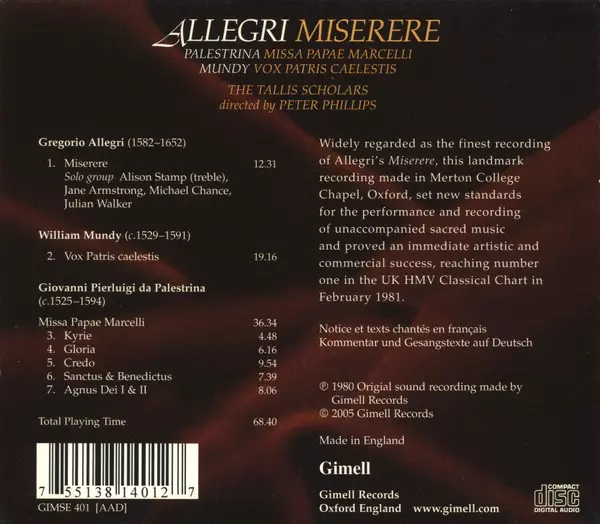 ALLEGRI MISERERE
PALESTRINA MISSA PAPAE MARCELLI
MUNDY VOX PATRIS CAELESTIS
THE TALLIS SCHOLARS
directed by PETER PHILLIPS
Gregorio Allegri (1582–1652)
1. Miserere 12.31
Solo group Alison Stamp (treble),
Jane Armstrong, Michael Chance,
Julian Walker
William Mundy (c.1529–1591)
2. Vox Patris caelestis 19.16
Giovanni Pierluigi da Palestrina
(c.1525–1594)
Missa Papae Marcelli 36.34
3. Kyrie 4.48
4. Gloria 6.16
5. Credo 9.54
6. Sanctus & Benedictus 7.39
7. Agnus Dei I & II 8.06
Total Playing Time 68.40
7 55138 14012 7
GIMSE 401 [AAD]
Widely regarded as the finest recording
of Allegri's Miserere, this landmark
recording made in Merton College
Chapel, Oxford, set new standards
for the performance and recording
of unaccompanied sacred music
and proved an immediate artistic and
commercial success, reaching number
one in the UK HMV Classical Chart in
February 1981.
Notice et texts chantés en français
Kommentar und Gesangstexte auf Deutsch
℗ 1980 Origial sound recording made by
Gimell Records
© 2005 Gimell Records
Made in England
Gimell
Gimell Records
Oxford England www.gimell.com
COMPACT
disc
DIGITAL AUDIO